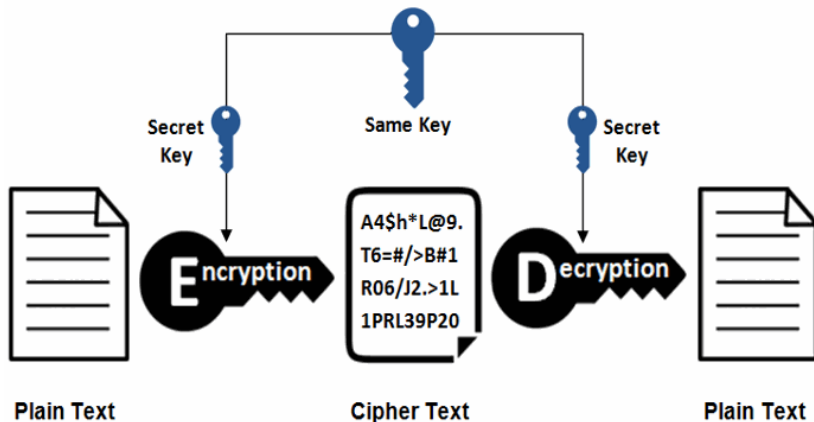 Secret
Key
Same Key
Secret
Key
Encryption
A4$h*L@9.
T6=#/>B#1
R06/J2.>1L
1PRL39P20
Decryption
Plain Text
Cipher Text
Plain Text